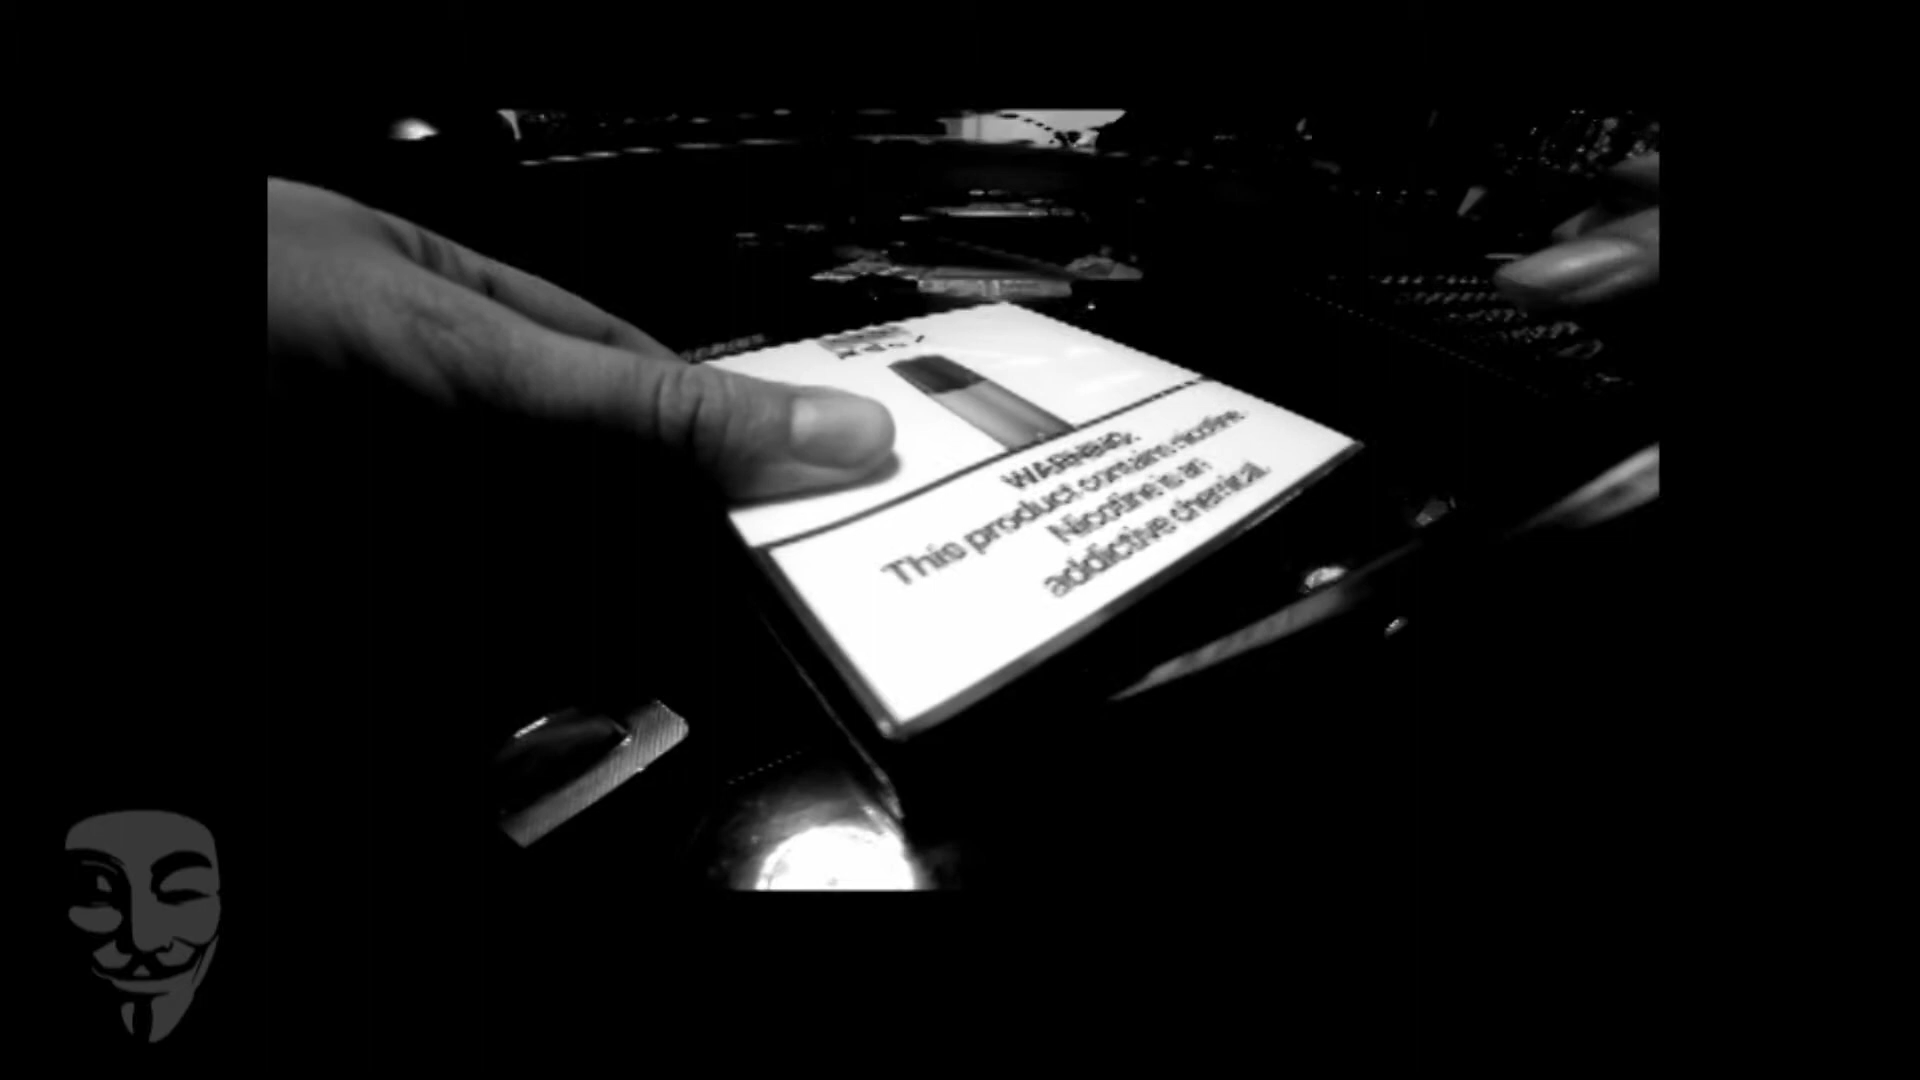 WARNING:
This product contains nicotine.
Nicotine is an
addictive chemical.